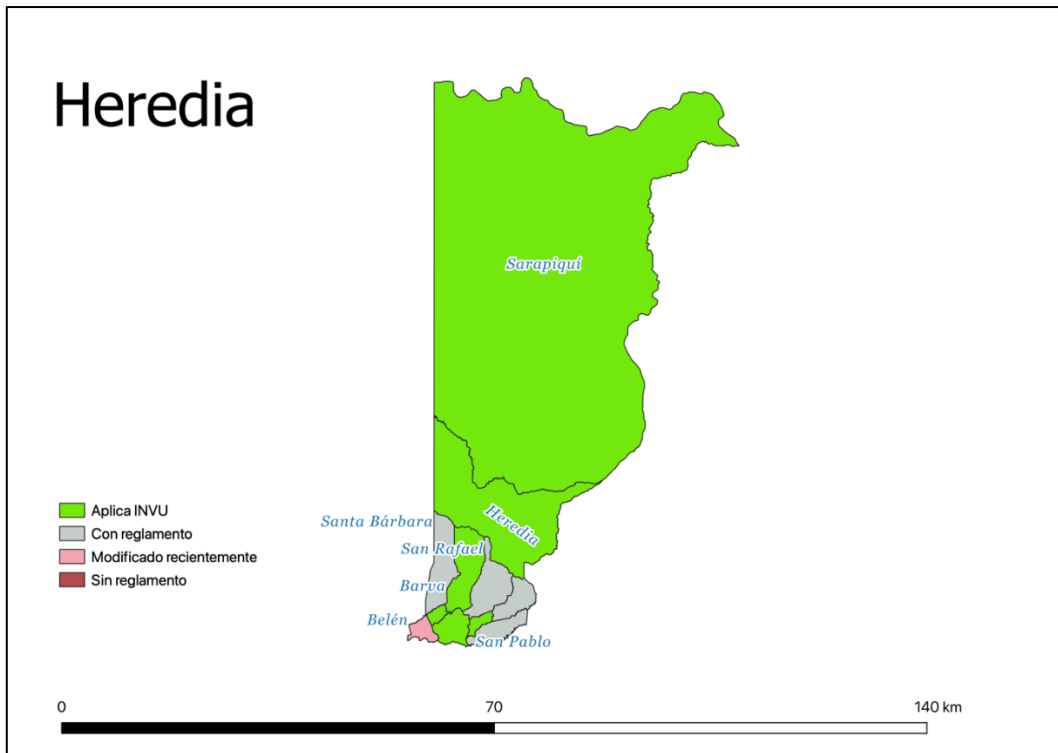 Heredia
Sarapiquí
Heredia
Santa Bárbara
San Rafael
Barva
Belén
San Pablo
Aplica INVU
Con reglamento
Modificado recientemente
Sin reglamento
0
70
140 km